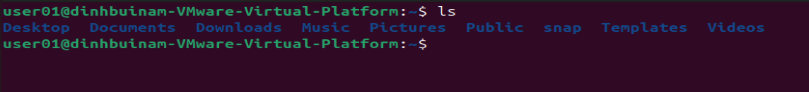 user01@dinhbuinam-VMware-Virtual-Platform:~$ ls
Desktop  Documents  Downloads  Music  Pictures  Public  snap  Templates  Videos
user01@dinhbuinam-VMware-Virtual-Platform:~$